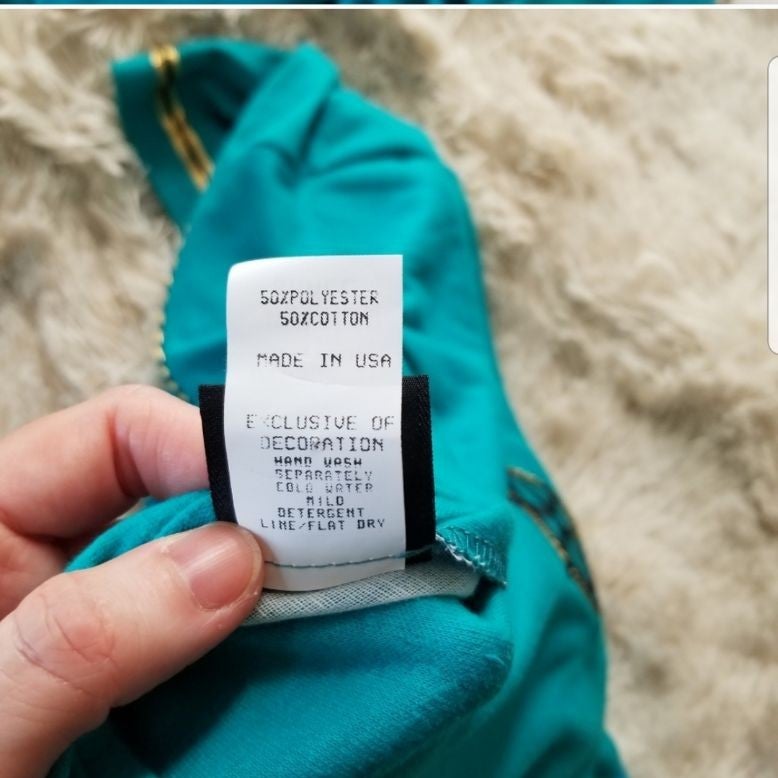 50%POLYESTER
50%COTTON
MADE IN USA
EXCLUSIVE OF
DECORATION
HAND WASH
SEPARATELY
COLD WATER
MILD
DETERGENT
LINE/FLAT DRY